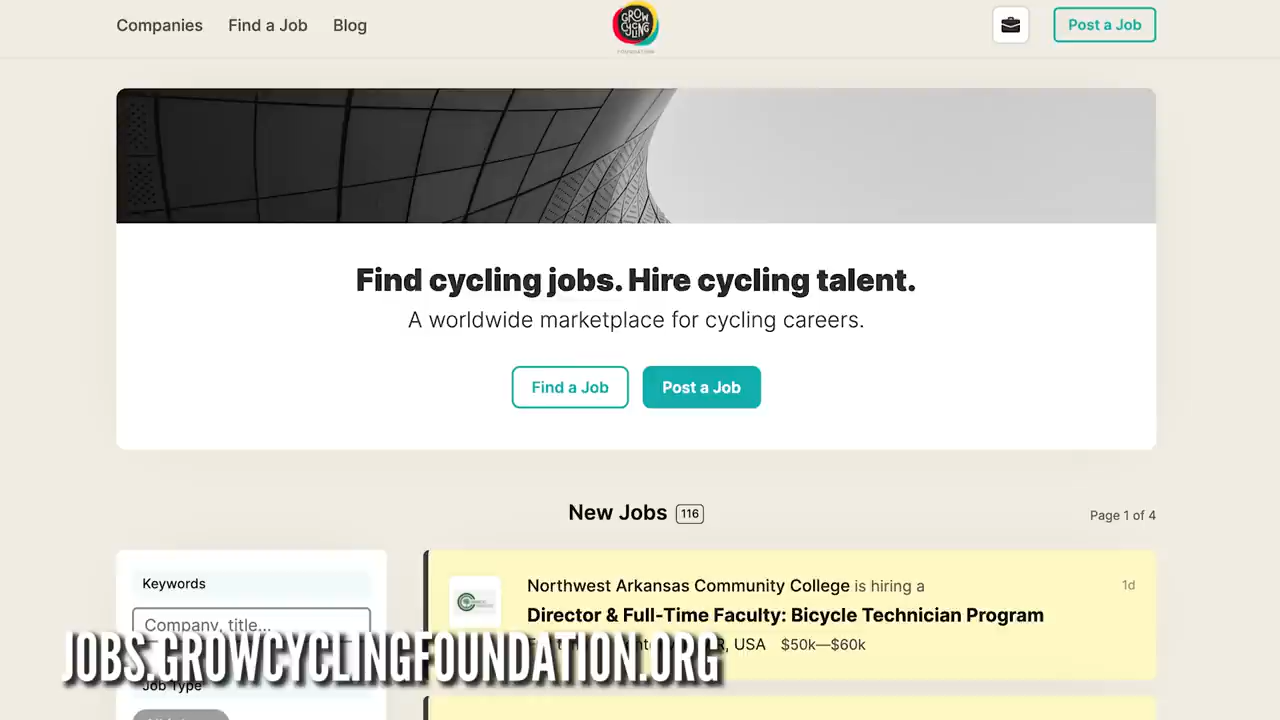 Companies Find a Job Blog
GROW CYCLING
Post a Job
Find cycling jobs. Hire cycling talent.
A worldwide marketplace for cycling careers.
Find a Job Post a Job
New Jobs 116
Page 1 of 4
Keywords
Company, title...
Job Type
Northwest Arkansas Community College is hiring a
1d
Director & Full-Time Faculty: Bicycle Technician Program
USA $50k—$60k
JOBS.GROWCYCLINGFOUNDATION.ORG